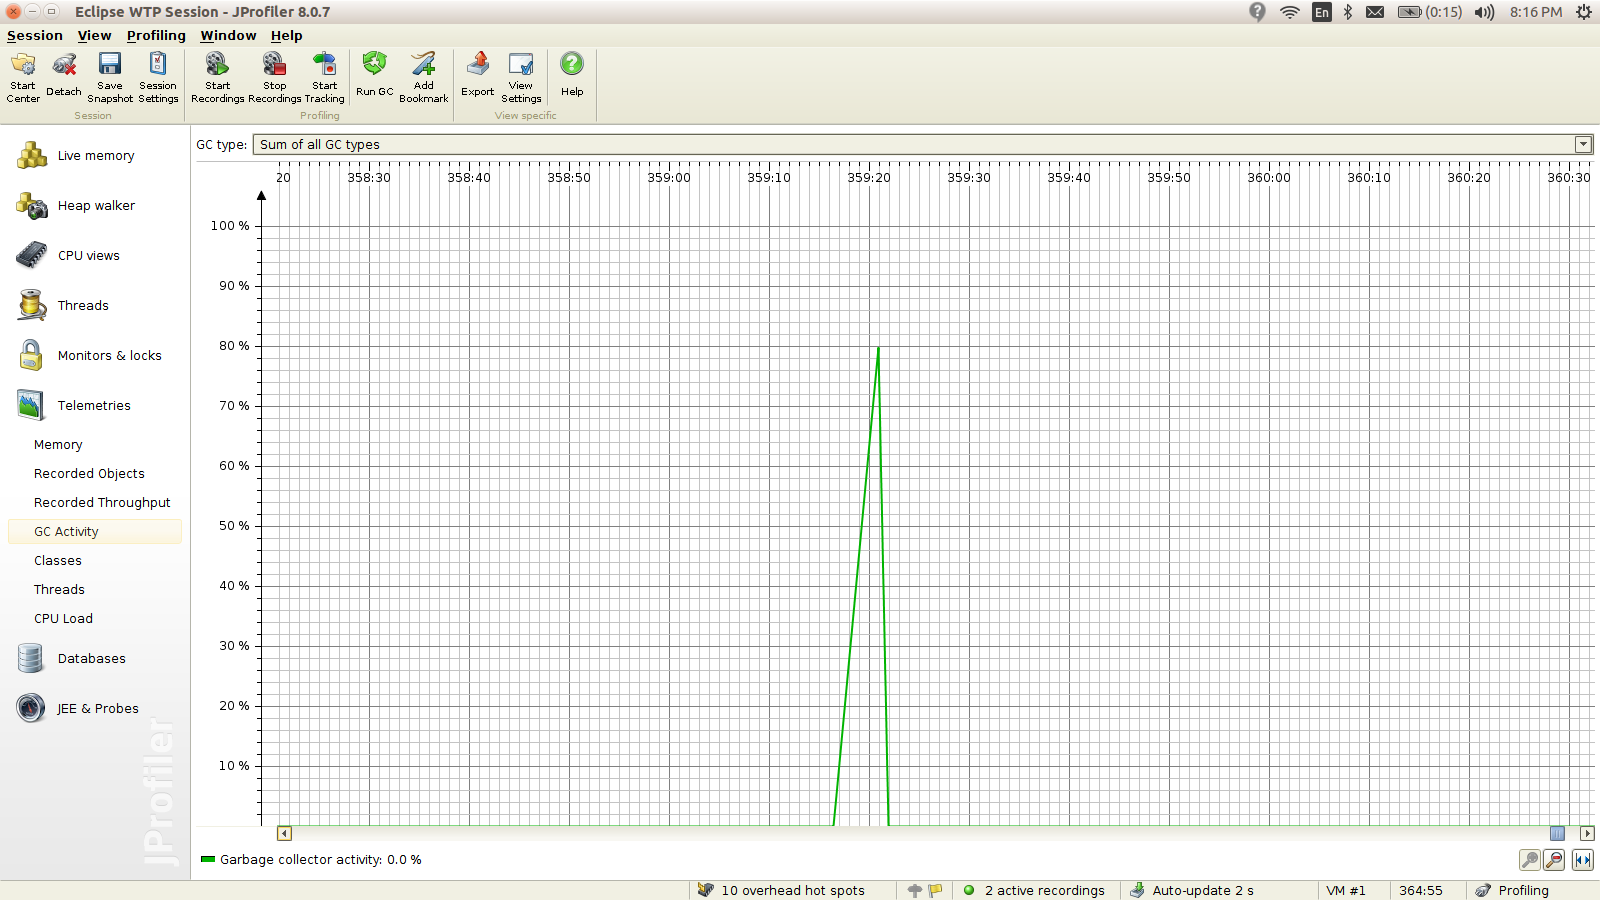 Eclipse WTP Session - JProfiler 8.0.7
En
(0:15)
8:16 PM
Session View Profiling Window Help
Start Center
Detach
Save Snapshot
Session Settings
Start Recordings
Stop Recordings
Start Tracking
Run GC
Add Bookmark
Export
View Settings
Help
Session
Profiling
View specific
Live memory
Heap walker
CPU views
Threads
Monitors & locks
Telemetries
Memory
Recorded Objects
Recorded Throughput
GC Activity
Classes
Threads
CPU Load
Databases
JEE & Probes
JProfiler
GC type: Sum of all GC types
20 358:30 358:40 358:50 359:00 359:10 359:20 359:30 359:40 359:50 360:00 360:10 360:20 360:30
100 %
90 %
80 %
70 %
60 %
50 %
40 %
30 %
20 %
10 %
Garbage collector activity: 0.0 %
10 overhead hot spots
2 active recordings
Auto-update 2 s
VM #1
364:55
Profiling